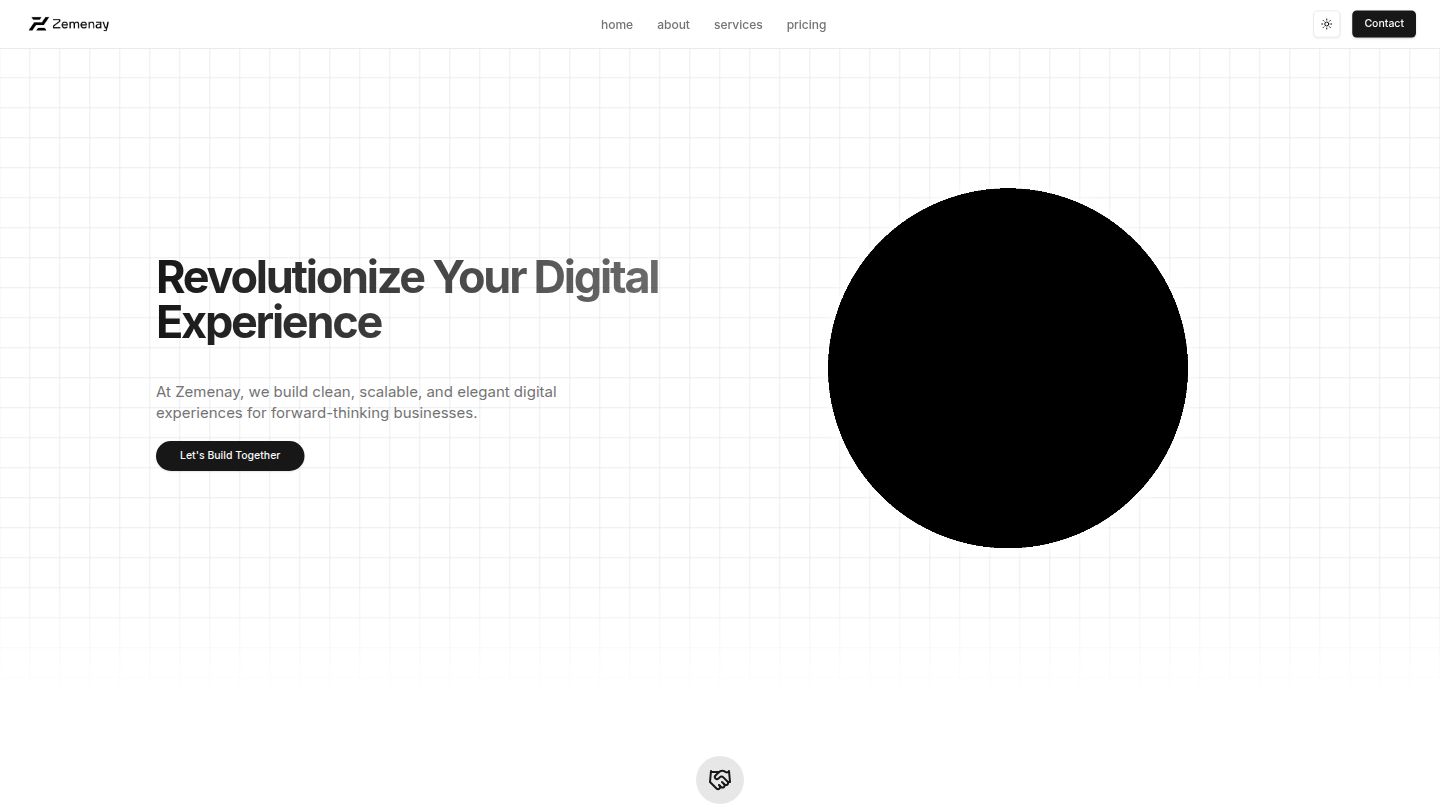 Zemenay
home
about
services
pricing
Contact
Revolutionize Your Digital
Experience
At Zemenay, we build clean, scalable, and elegant digital
experiences for forward-thinking businesses.
Let's Build Together